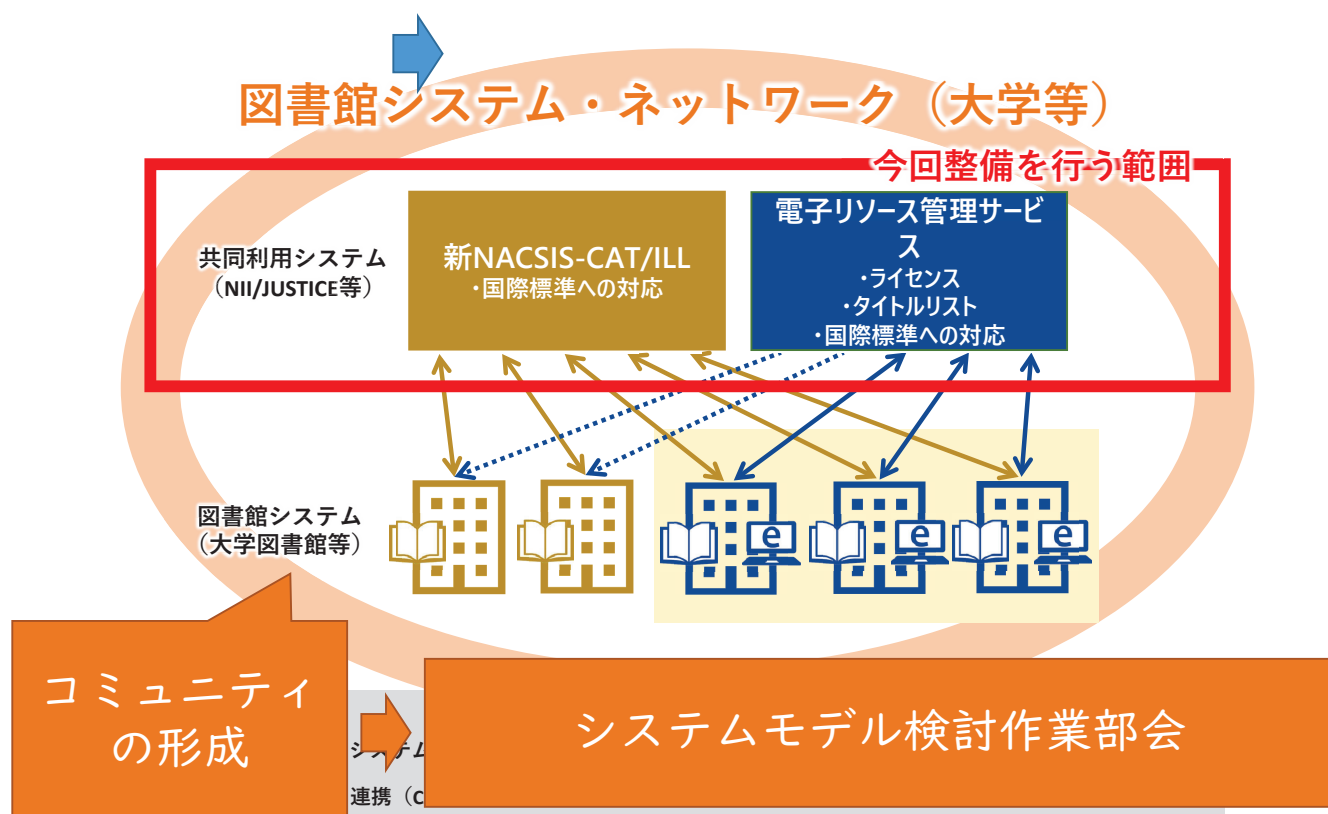 図書館システム・ネットワーク（大学等）
今回整備を行う範囲
共同利用システム
（NII/JUSTICE等）
新NACSIS-CAT/ILL
・国際標準への対応
電子リソース管理サービ
ス
・ライセンス
・タイトルリスト
・国際標準への対応
図書館システム
（大学図書館等）
e
e
e
コミュニティ
の形成
システムモデル検討作業部会
システム
連携（C